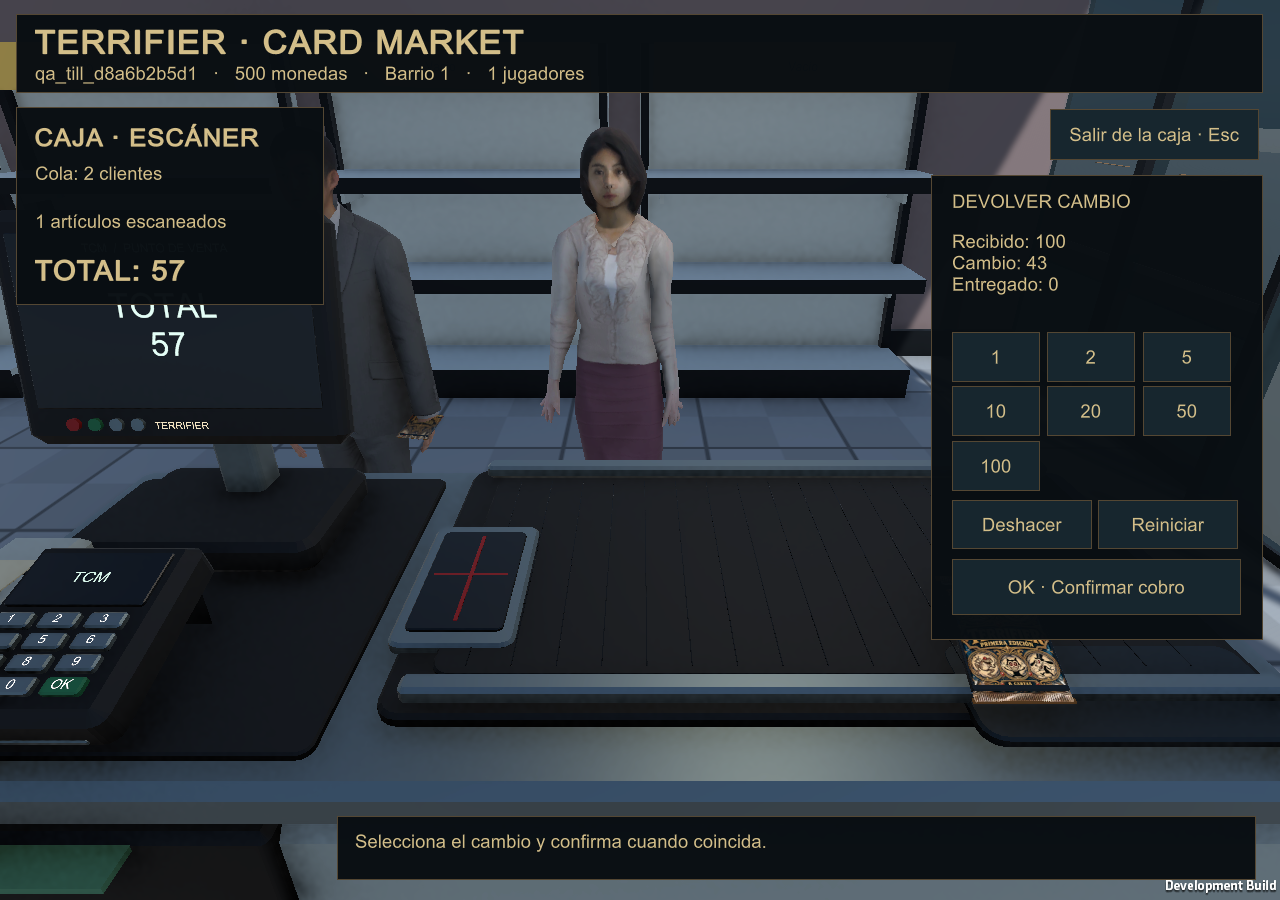 TERRIFIER · CARD MARKET
qa_till_d8a6b2b5d1 · 500 monedas · Barrio 1 · 1 jugadores
CAJA · ESCÁNER
Cola: 2 clientes
1 artículos escaneados
TOTAL: 57
TOTAL
57
TERRIFIER
Salir de la caja · Esc
DEVOLVER CAMBIO
Recibido: 100
Cambio: 43
Entregado: 0
1 2 5
10 20 50
100
Deshacer Reiniciar
OK · Confirmar cobro
TCM
1 2 3
5 6
8 9
0 OK
PRIMERA EDICIÓN
Selecciona el cambio y confirma cuando coincida.
Development Build